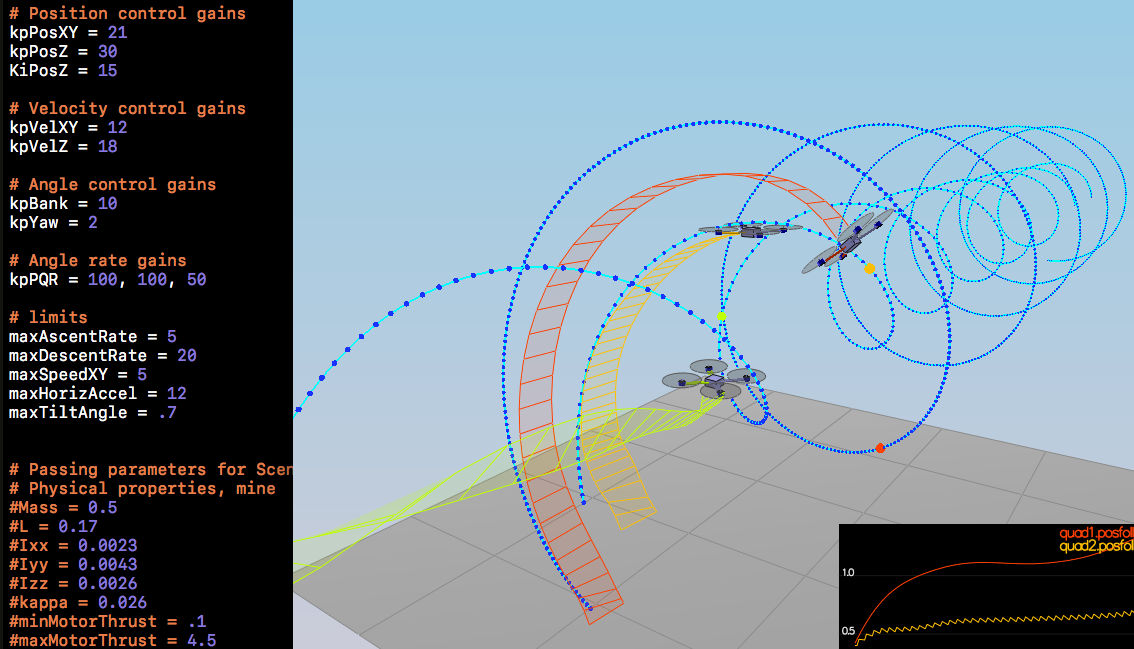 # Position control gains
kpPosXY = 21
kpPosZ = 30
KiPosZ = 15
# Velocity control gains
kpVelXY = 12
kpVelZ = 18
# Angle control gains
kpBank = 10
kpYaw = 2
# Angle rate gains
kpPQR = 100, 100, 50
# limits
maxAscentRate = 5
maxDescentRate = 20
maxSpeedXY = 5
maxHorizAccel = 12
maxTiltAngle = .7
# Passing parameters for Scen
# Physical properties, mine
#Mass = 0.5
#L = 0.17
#Ixx = 0.0023
#Iyy = 0.0043
#Izz = 0.0026
#kappa = 0.026
#minMotorThrust = .1
#maxMotorThrust = 4.5
quad1.posfoll
quad2.posfoll
1.0
0.5